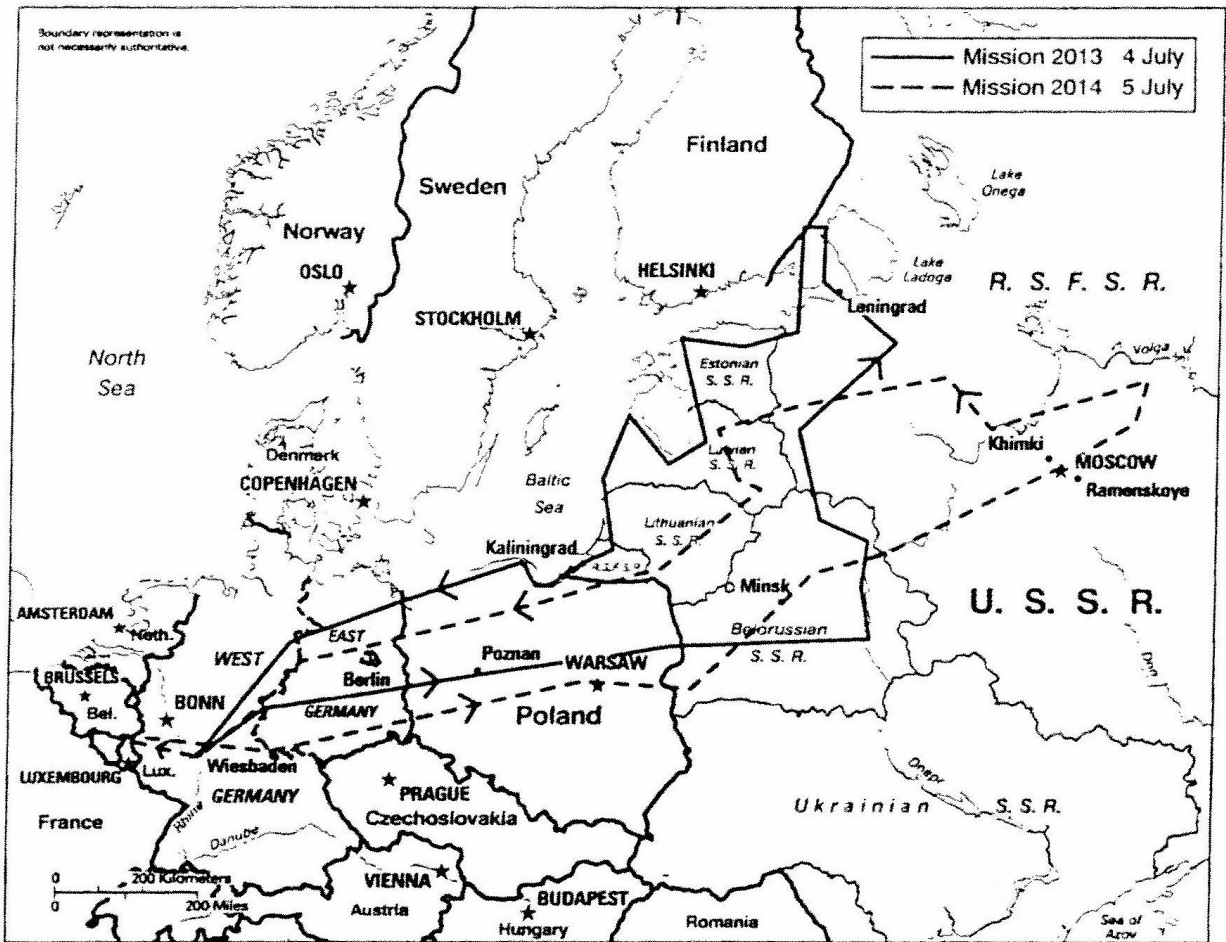 Boundary representation is
not necessarily authoritative.
Mission 2013 4 July
Mission 2014 5 July
Finland
Sweden
Norway
OSLO
HELSINKI
STOCKHOLM
Lake
Onega
Lake
Ladoga
R. S. F. S. R.
Leningrad
North
Sea
Volga
Estonian
S. S. R.
Khimki
MOSCOW
Ramenskoye
Denmark
COPENHAGEN
Baltic
Sea
Latvian
S. S. R.
Lithuanian
S. S. R.
Kaliningrad
R.S.F.S.R.
Minsk
U. S. S. R.
AMSTERDAM
Neth.
WEST
EAST
Belorussian
S. S. R.
Poznan
WARSAW
Berlin
BRUSSELS
Bel.
BONN
GERMANY
Poland
Don
LUXEMBOURG
Lux.
Wiesbaden
GERMANY
PRAGUE
Czechoslovakia
Dnepr
Ukrainian S. S. R.
France
Rhine
Danube
0 200 Kilometers
0 200 Miles
VIENNA
Austria
BUDAPEST
Hungary
Romania
Sea of
Azov